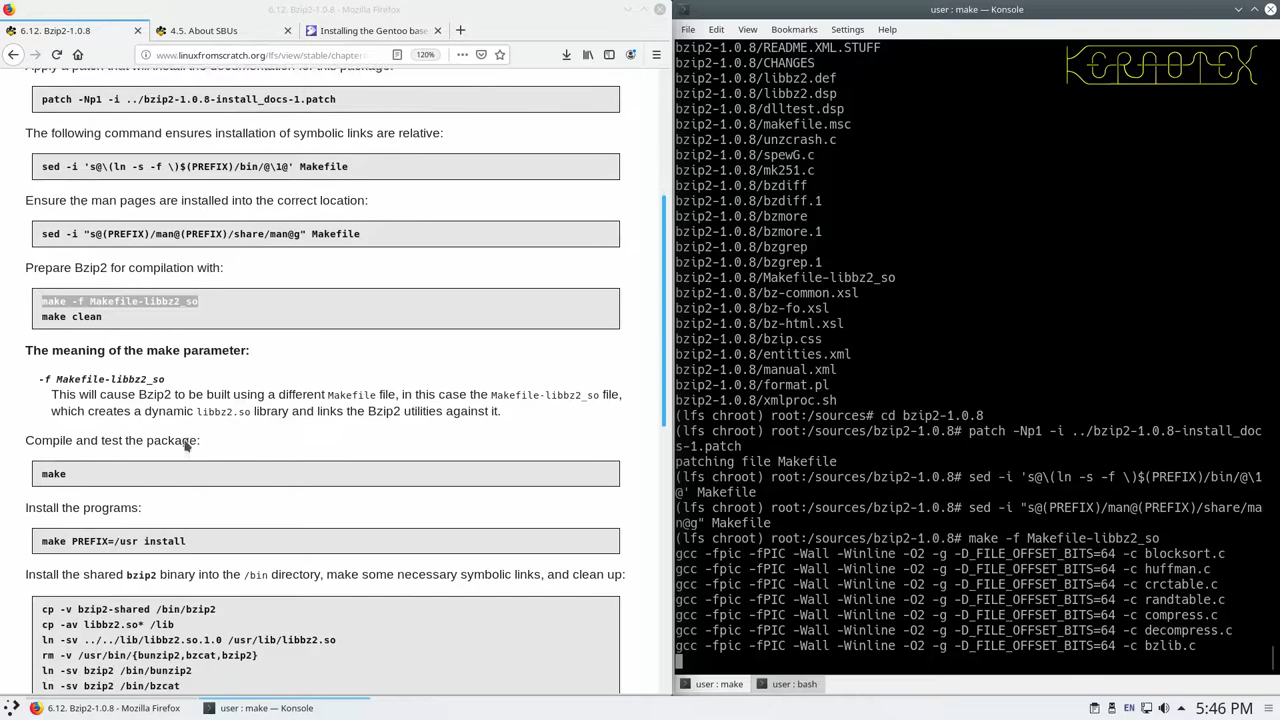 6.12. Bzip2-1.0.8 - Mozilla Firefox
6.12. Bzip2-1.0.8
4.5. About SBUs
Installing the Gentoo base
www.linuxfromscratch.org/lfs/view/stable/chapter
120%
Apply a patch that will install the documentation for this package:
patch -Np1 -i ../bzip2-1.0.8-install_docs-1.patch
The following command ensures installation of symbolic links are relative:
sed -i 's@\(ln -s -f \)$(PREFIX)/bin/@\1@' Makefile
Ensure the man pages are installed into the correct location:
sed -i "s@(PREFIX)/man@(PREFIX)/share/man@g" Makefile
Prepare Bzip2 for compilation with:
make -f Makefile-libbz2_so
make clean
The meaning of the make parameter:
-f Makefile-libbz2_so
This will cause Bzip2 to be built using a different Makefile file, in this case the Makefile-libbz2_so file,
which creates a dynamic libbz2.so library and links the Bzip2 utilities against it.
Compile and test the package:
make
Install the programs:
make PREFIX=/usr install
Install the shared bzip2 binary into the /bin directory, make some necessary symbolic links, and clean up:
cp -v bzip2-shared /bin/bzip2
cp -av libbz2.so* /lib
ln -sv ../../lib/libbz2.so.1.0 /usr/lib/libbz2.so
rm -v /usr/bin/{bunzip2,bzcat,bzip2}
ln -sv bzip2 /bin/bunzip2
ln -sv bzip2 /bin/bzcat
user : make — Konsole
File Edit View Bookmarks Settings Help
KERNOTEX
bzip2-1.0.8/README.XML.STUFF
bzip2-1.0.8/CHANGES
bzip2-1.0.8/libbz2.def
bzip2-1.0.8/libbz2.dsp
bzip2-1.0.8/dlltest.dsp
bzip2-1.0.8/makefile.msc
bzip2-1.0.8/unzcrash.c
bzip2-1.0.8/spewG.c
bzip2-1.0.8/mk251.c
bzip2-1.0.8/bzdiff
bzip2-1.0.8/bzdiff.1
bzip2-1.0.8/bzmore
bzip2-1.0.8/bzmore.1
bzip2-1.0.8/bzgrep
bzip2-1.0.8/bzgrep.1
bzip2-1.0.8/Makefile-libbz2_so
bzip2-1.0.8/bz-common.xsl
bzip2-1.0.8/bz-fo.xsl
bzip2-1.0.8/bz-html.xsl
bzip2-1.0.8/bzip.css
bzip2-1.0.8/entities.xml
bzip2-1.0.8/manual.xml
bzip2-1.0.8/format.pl
bzip2-1.0.8/xmlproc.sh
(lfs chroot) root:/sources# cd bzip2-1.0.8
(lfs chroot) root:/sources/bzip2-1.0.8# patch -Np1 -i ../bzip2-1.0.8-install_doc
s-1.patch
patching file Makefile
(lfs chroot) root:/sources/bzip2-1.0.8# sed -i 's@\(ln -s -f \)$(PREFIX)/bin/@\1
@' Makefile
(lfs chroot) root:/sources/bzip2-1.0.8# sed -i "s@(PREFIX)/man@(PREFIX)/share/ma
n@g" Makefile
(lfs chroot) root:/sources/bzip2-1.0.8# make -f Makefile-libbz2_so
gcc -fpic -fPIC -Wall -Winline -O2 -g -D_FILE_OFFSET_BITS=64 -c blocksort.c
gcc -fpic -fPIC -Wall -Winline -O2 -g -D_FILE_OFFSET_BITS=64 -c huffman.c
gcc -fpic -fPIC -Wall -Winline -O2 -g -D_FILE_OFFSET_BITS=64 -c crctable.c
gcc -fpic -fPIC -Wall -Winline -O2 -g -D_FILE_OFFSET_BITS=64 -c randtable.c
gcc -fpic -fPIC -Wall -Winline -O2 -g -D_FILE_OFFSET_BITS=64 -c compress.c
gcc -fpic -fPIC -Wall -Winline -O2 -g -D_FILE_OFFSET_BITS=64 -c decompress.c
gcc -fpic -fPIC -Wall -Winline -O2 -g -D_FILE_OFFSET_BITS=64 -c bzlib.c
user : make
user : bash
6.12. Bzip2-1.0.8 - Mozilla Firefox
user : make — Konsole
EN
5:46 PM